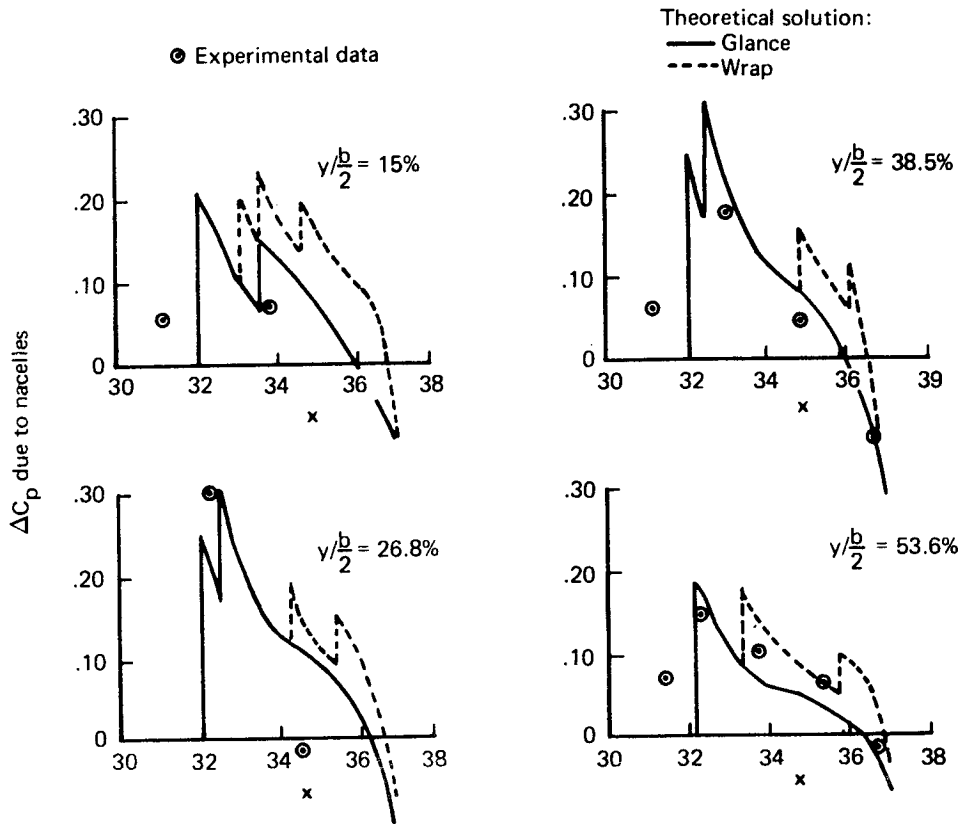 Experimental data
Theoretical solution:
Glance
Wrap
ΔCp due to nacelles
.30
.20
.10
0
30
32
34
36
38
x
y/b/2 = 15%
.30
.20
.10
0
30
32
34
36
39
x
y/b/2 = 38.5%
.30
.20
.10
0
30
32
34
36
38
x
y/b/2 = 26.8%
.30
.20
.10
0
30
32
34
36
38
x
y/b/2 = 53.6%